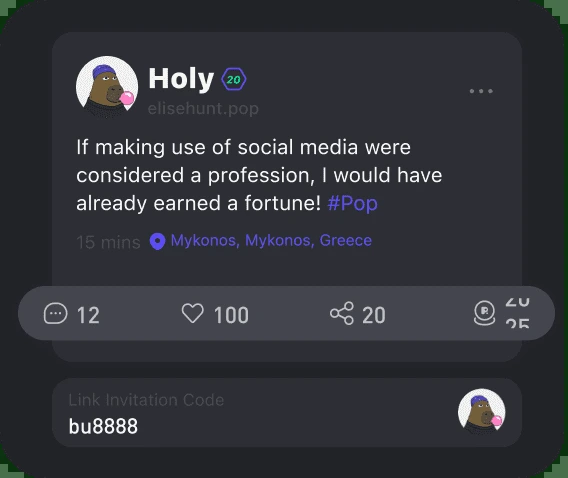 Holy 20
elisehunt.pop
If making use of social media were
considered a profession, I would have
already earned a fortune! #Pop
15 mins Mykonos, Mykonos, Greece
12 100 20
Link Invitation Code
bu8888